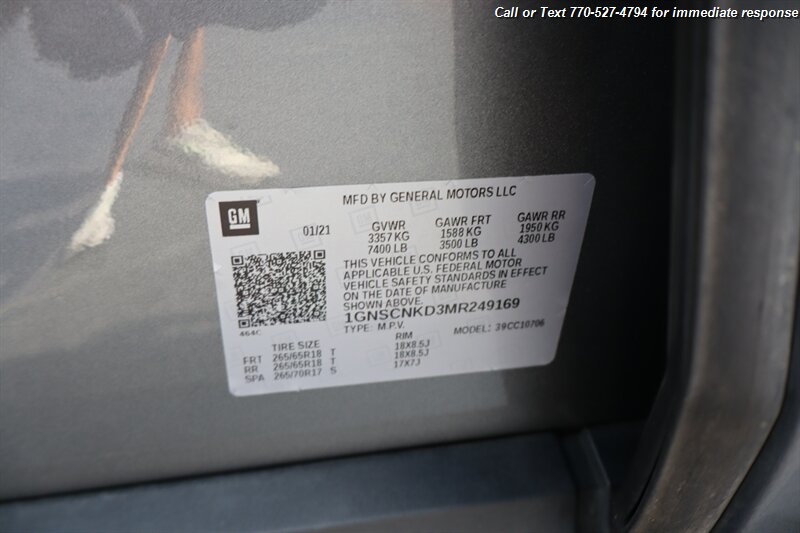 Call or Text 770-527-4794 for immediate response
MFD BY GENERAL MOTORS LLC
GM
01/21 GVWR GAWR FRT GAWR RR
3357 KG 1588 KG 1950 KG
7400 LB 3500 LB 4300 LB
THIS VEHICLE CONFORMS TO ALL
APPLICABLE U.S. FEDERAL MOTOR
VEHICLE SAFETY STANDARDS IN EFFECT
ON THE DATE OF MANUFACTURE
SHOWN ABOVE.
1GNSCNKD3MR249169
464C
TYPE: M.P.V. MODEL: 39CC10706
TIRE SIZE RIM
FRT 265/65R18 T 18X8.5J
RR 265/65R18 T 18X8.5J
SPA 265/70R17 S 17X7J